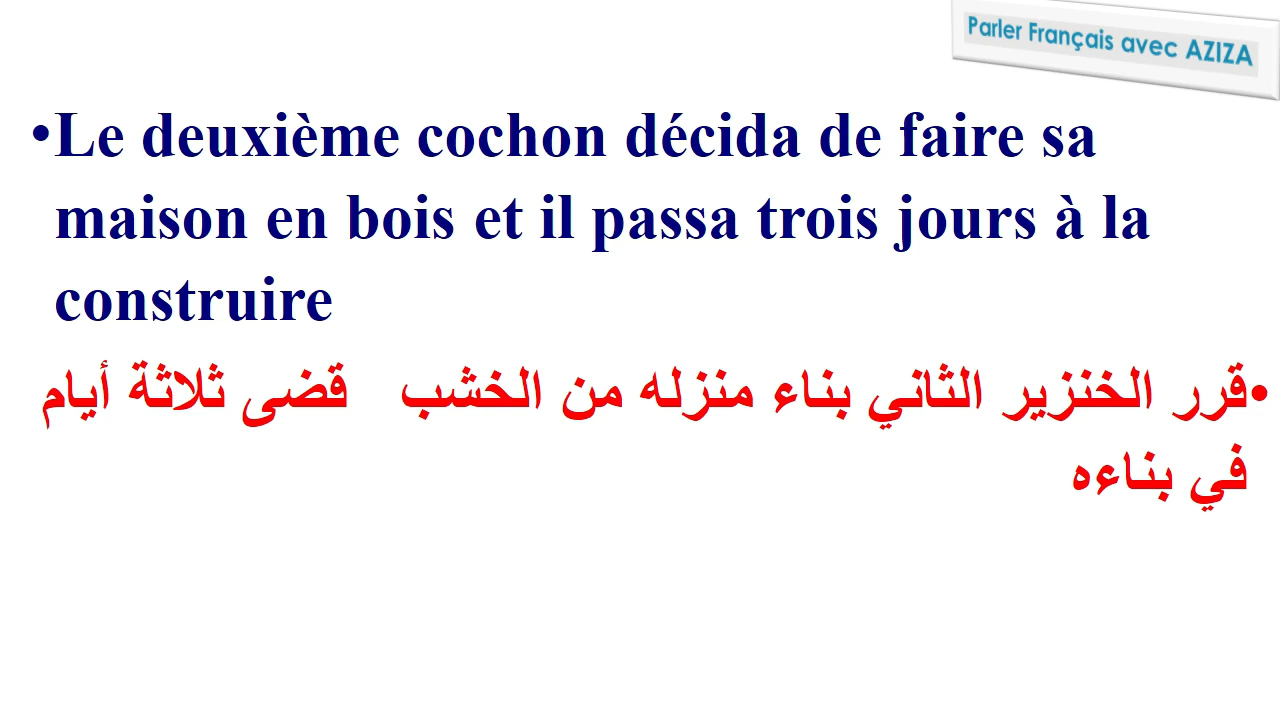 Parler Français avec AZIZA
•Le deuxième cochon décida de faire sa
maison en bois et il passa trois jours à la
construire
•قرر الخنزير الثاني بناء منزله من الخشب   قضى ثلاثة أيام
في بناءه